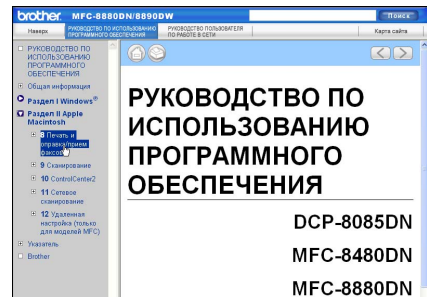 brother MFC-8880DN/8890DW
Поиск
Наверх
РУКОВОДСТВО ПО ИСПОЛЬЗОВАНИЮ
ПРОГРАММНОГО ОБЕСПЕЧЕНИЯ
РУКОВОДСТВО ПОЛЬЗОВАТЕЛЯ
ПО РАБОТЕ В СЕТИ
Карта сайта
РУКОВОДСТВО ПО
ИСПОЛЬЗОВАНИЮ
ПРОГРАММНОГО
ОБЕСПЕЧЕНИЯ
Общая информация
Раздел I Windows®
Раздел II Apple
Macintosh
8 Печать и
оправка/прием
факсов
9 Сканирование
10 ControlCenter2
11 Сетевое
сканирование
12 Удаленная
настройка (только
для моделей MFC)
Указатель
Brother
РУКОВОДСТВО ПО
ИСПОЛЬЗОВАНИЮ
ПРОГРАММНОГО
ОБЕСПЕЧЕНИЯ
DCP-8085DN
MFC-8480DN
MFC-8880DN